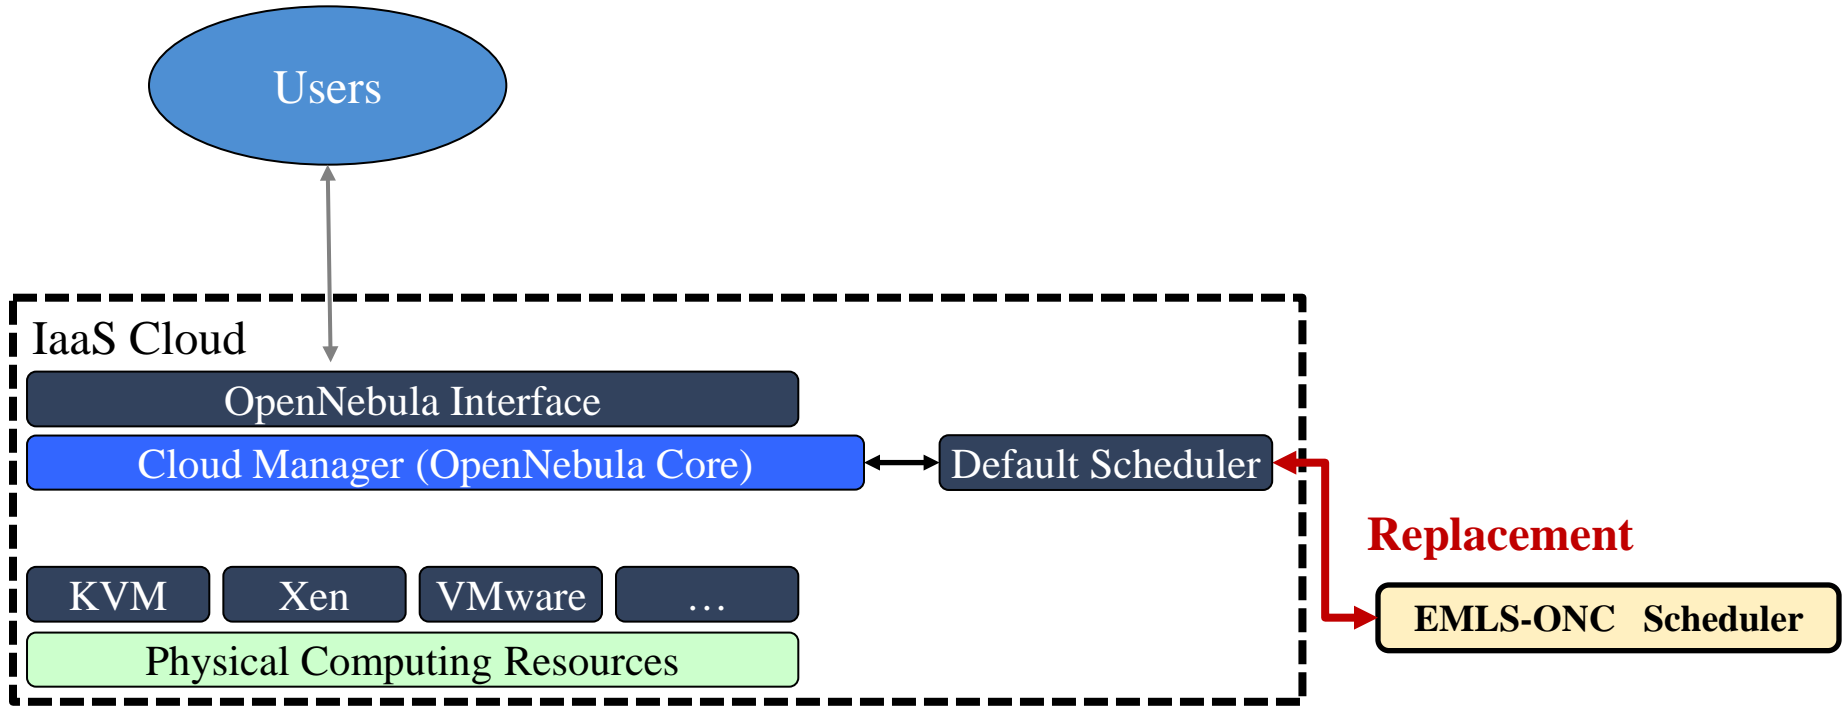 Users
IaaS Cloud
OpenNebula Interface
Cloud Manager (OpenNebula Core)
Default Scheduler
Replacement
KVM
Xen
VMware
…
EMLS-ONC Scheduler
Physical Computing Resources